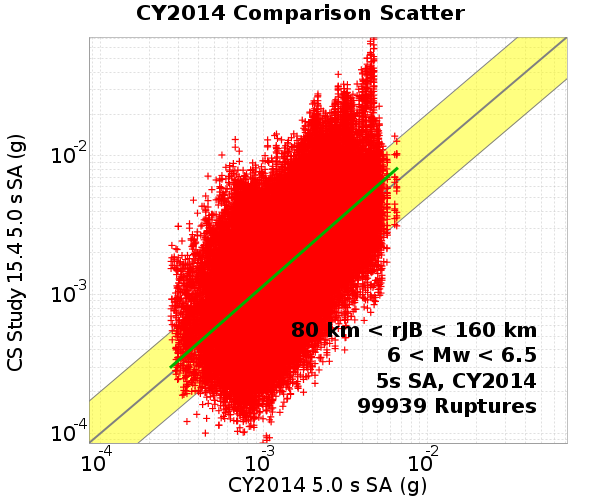 CY2014 Comparison Scatter
CS Study 15.4 5.0 s SA (g)
10-2
10-3
10-4
80 km < rJB < 160 km
6 < Mw < 6.5
5s SA, CY2014
99939 Ruptures
10-4 10-3 10-2
CY2014 5.0 s SA (g)